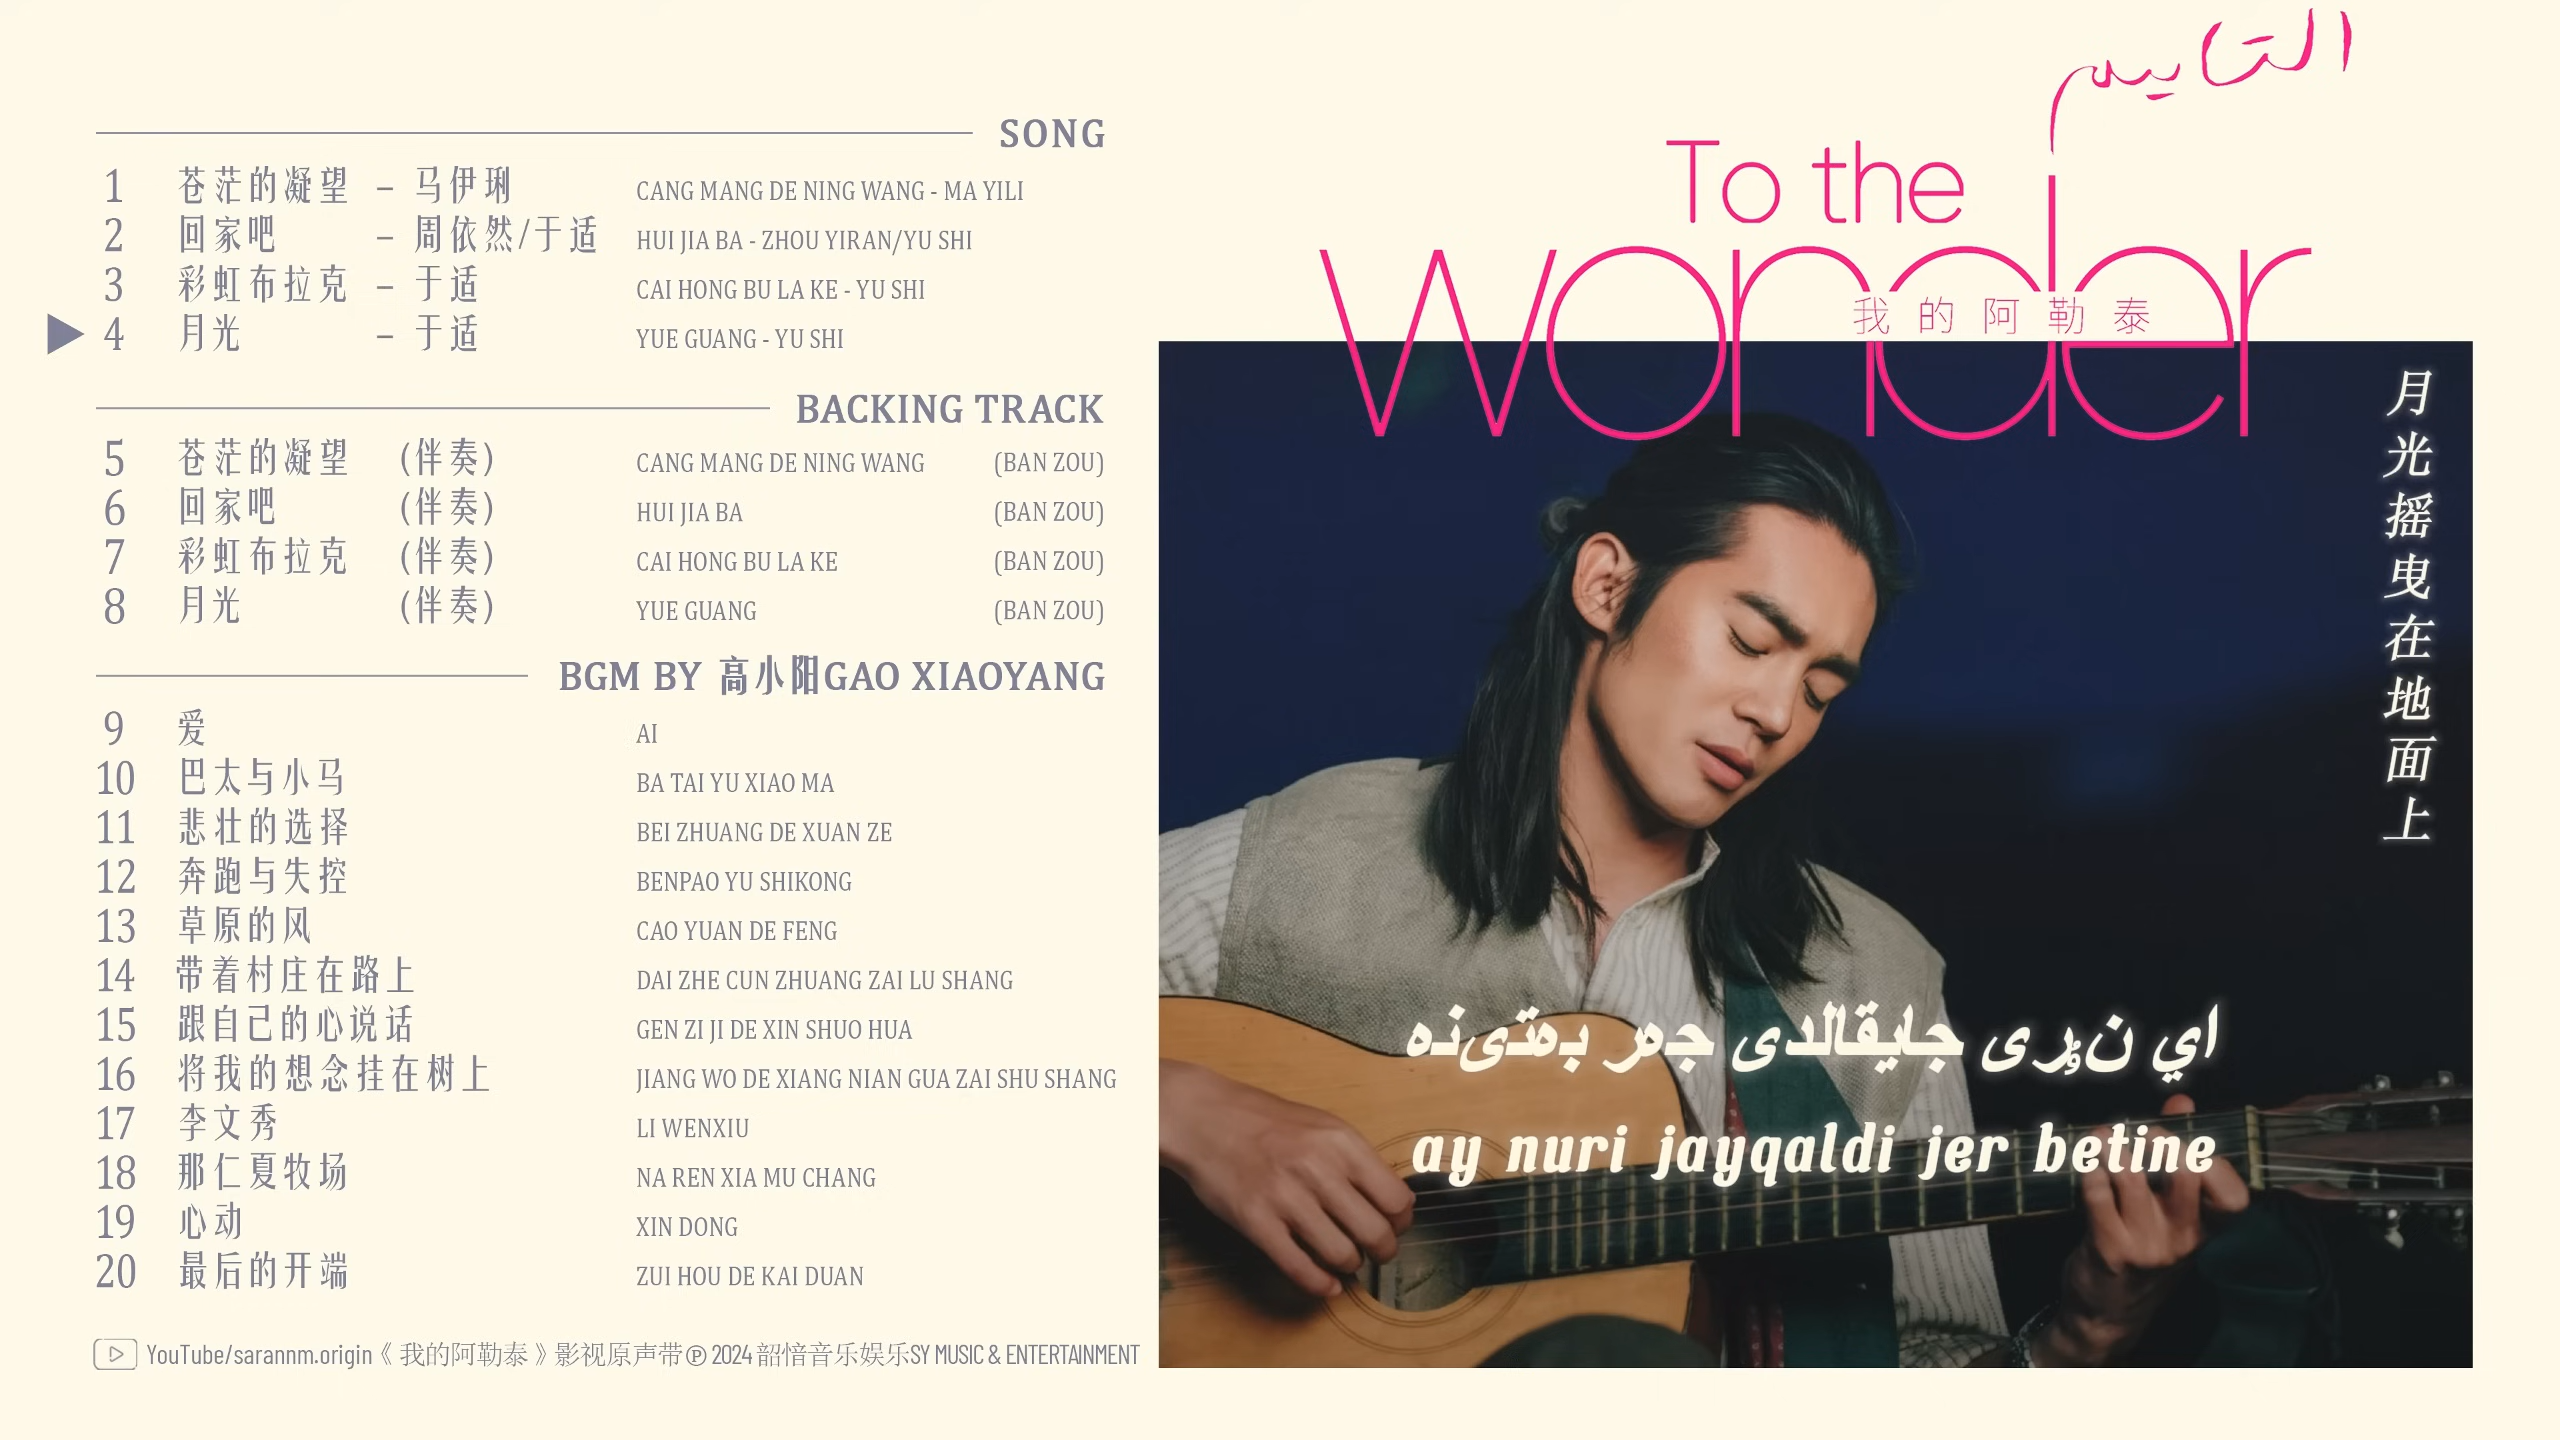 SONG
1 苍茫的凝望 – 马伊琍 CANG MANG DE NING WANG - MA YILI
2 回家吧 – 周依然/于适 HUI JIA BA - ZHOU YIRAN/YU SHI
3 彩虹布拉克 – 于适 CAI HONG BU LA KE - YU SHI
4 月光 – 于适 YUE GUANG - YU SHI
BACKING TRACK
5 苍茫的凝望 (伴奏) CANG MANG DE NING WANG (BAN ZOU)
6 回家吧 (伴奏) HUI JIA BA (BAN ZOU)
7 彩虹布拉克 (伴奏) CAI HONG BU LA KE (BAN ZOU)
8 月光 (伴奏) YUE GUANG (BAN ZOU)
BGM BY 高小阳GAO XIAOYANG
9 爱 AI
10 巴太与小马 BA TAI YU XIAO MA
11 悲壮的选择 BEI ZHUANG DE XUAN ZE
12 奔跑与失控 BENPAO YU SHIKONG
13 草原的风 CAO YUAN DE FENG
14 带着村庄在路上 DAI ZHE CUN ZHUANG ZAI LU SHANG
15 跟自己的心说话 GEN ZI JI DE XIN SHUO HUA
16 将我的想念挂在树上 JIANG WO DE XIANG NIAN GUA ZAI SHU SHANG
17 李文秀 LI WENXIU
18 那仁夏牧场 NA REN XIA MU CHANG
19 心动 XIN DONG
20 最后的开端 ZUI HOU DE KAI DUAN
YouTube/sarannm.origin《我的阿勒泰》影视原声带℗ 2024 韶愔音乐娱乐SY MUSIC & ENTERTAINMENT
To the
wonder
我的阿勒泰
月光摇曳在地面上
اي نۇرى جايقالدى جەر بەتىنە
ay nuri jayqaldi jer betine